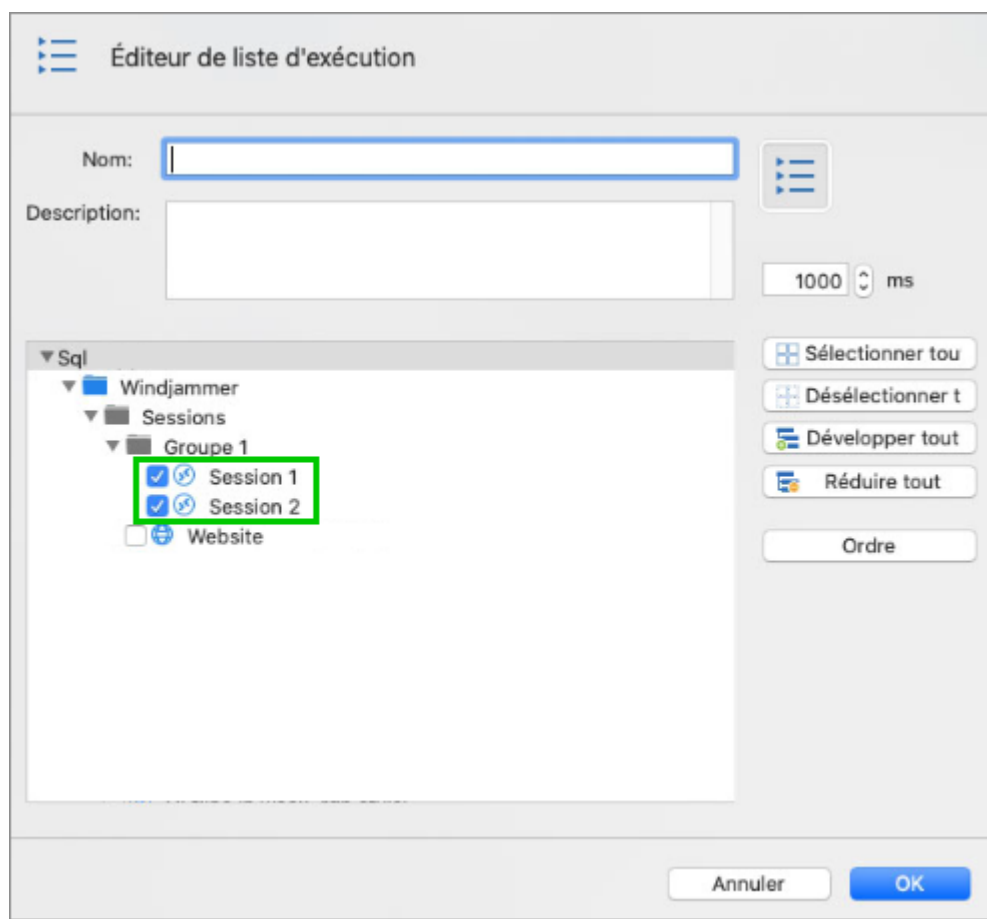 Éditeur de liste d'exécution
Nom:
Description:
1000 ms
Sql
Windjammer
Sessions
Groupe 1
Session 1
Session 2
Website
Sélectionner tou
Désélectionner t
Développer tout
Réduire tout
Ordre
Annuler
OK